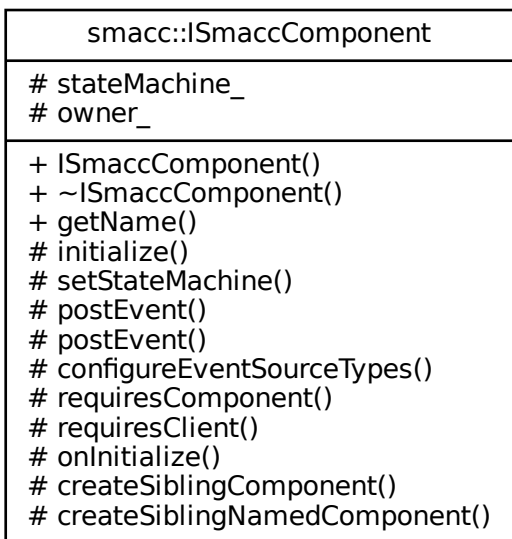 smacc::ISmaccComponent
# stateMachine_
# owner_
+ ISmaccComponent()
+ ~ISmaccComponent()
+ getName()
# initialize()
# setStateMachine()
# postEvent()
# postEvent()
# configureEventSourceTypes()
# requiresComponent()
# requiresClient()
# onInitialize()
# createSiblingComponent()
# createSiblingNamedComponent()